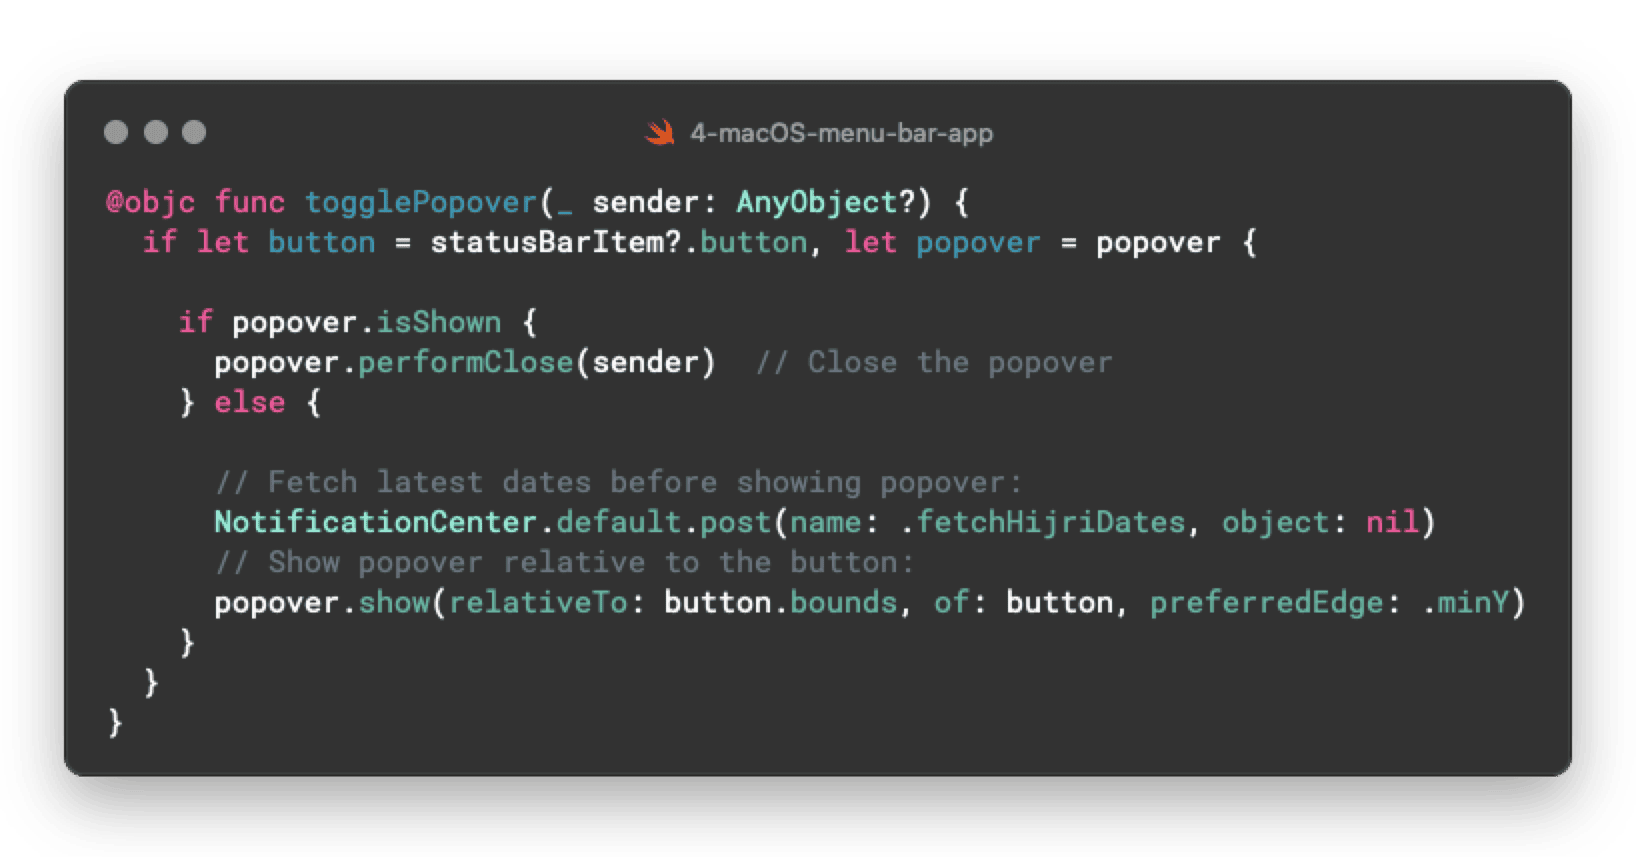 4-macOS-menu-bar-app
@objc func togglePopover(_ sender: AnyObject?) {
  if let button = statusBarItem?.button, let popover = popover {

    if popover.isShown {
      popover.performClose(sender)  // Close the popover
    } else {

      // Fetch latest dates before showing popover:
      NotificationCenter.default.post(name: .fetchHijriDates, object: nil)
      // Show popover relative to the button:
      popover.show(relativeTo: button.bounds, of: button, preferredEdge: .minY)
    }
  }
}